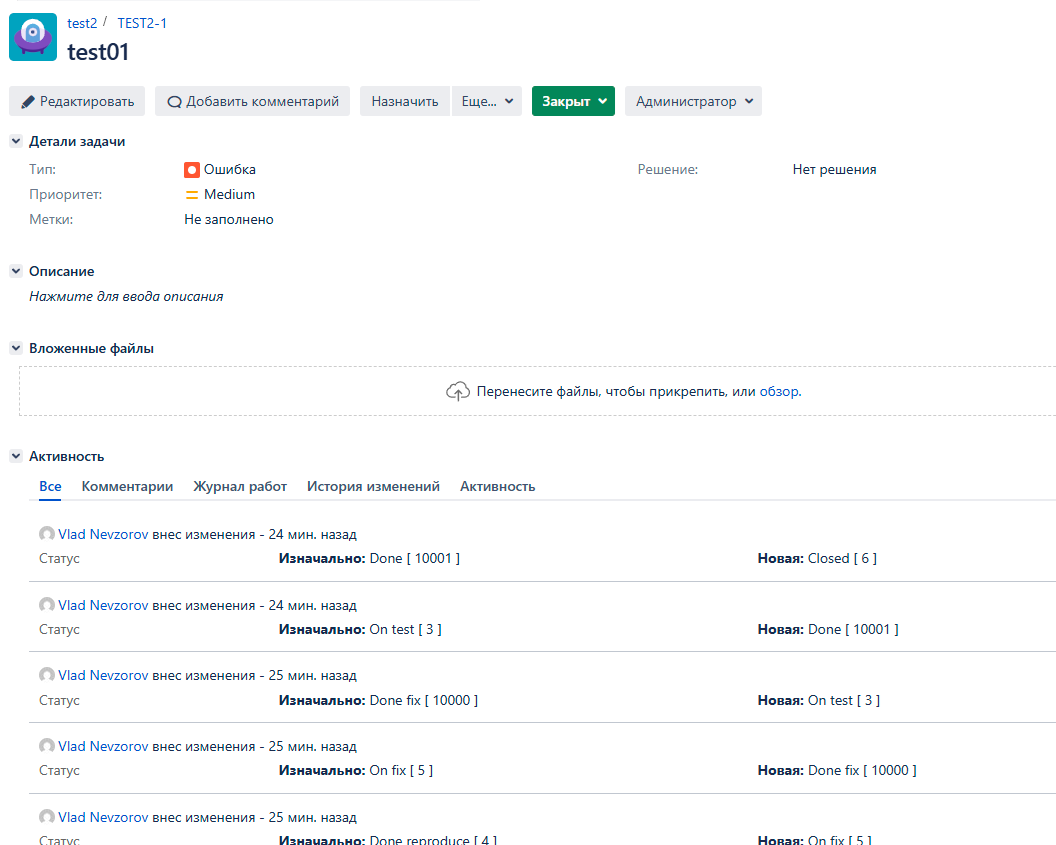 test2 / TEST2-1
test01
Редактировать Добавить комментарий Назначить Еще... Закрыт Администратор
Детали задачи
Тип: Ошибка Решение: Нет решения
Приоритет: Medium
Метки: Не заполнено
Описание
Нажмите для ввода описания
Вложенные файлы
Перенесите файлы, чтобы прикрепить, или обзор.
Активность
Все Комментарии Журнал работ История изменений Активность
Vlad Nevzorov внес изменения - 24 мин. назад
Статус Изначально: Done [ 10001 ] Новая: Closed [ 6 ]
Vlad Nevzorov внес изменения - 24 мин. назад
Статус Изначально: On test [ 3 ] Новая: Done [ 10001 ]
Vlad Nevzorov внес изменения - 25 мин. назад
Статус Изначально: Done fix [ 10000 ] Новая: On test [ 3 ]
Vlad Nevzorov внес изменения - 25 мин. назад
Статус Изначально: On fix [ 5 ] Новая: Done fix [ 10000 ]
Vlad Nevzorov внес изменения - 25 мин. назад
Статус Изначально: Done reproduce [ 4 ] Новая: On fix [ 5 ]